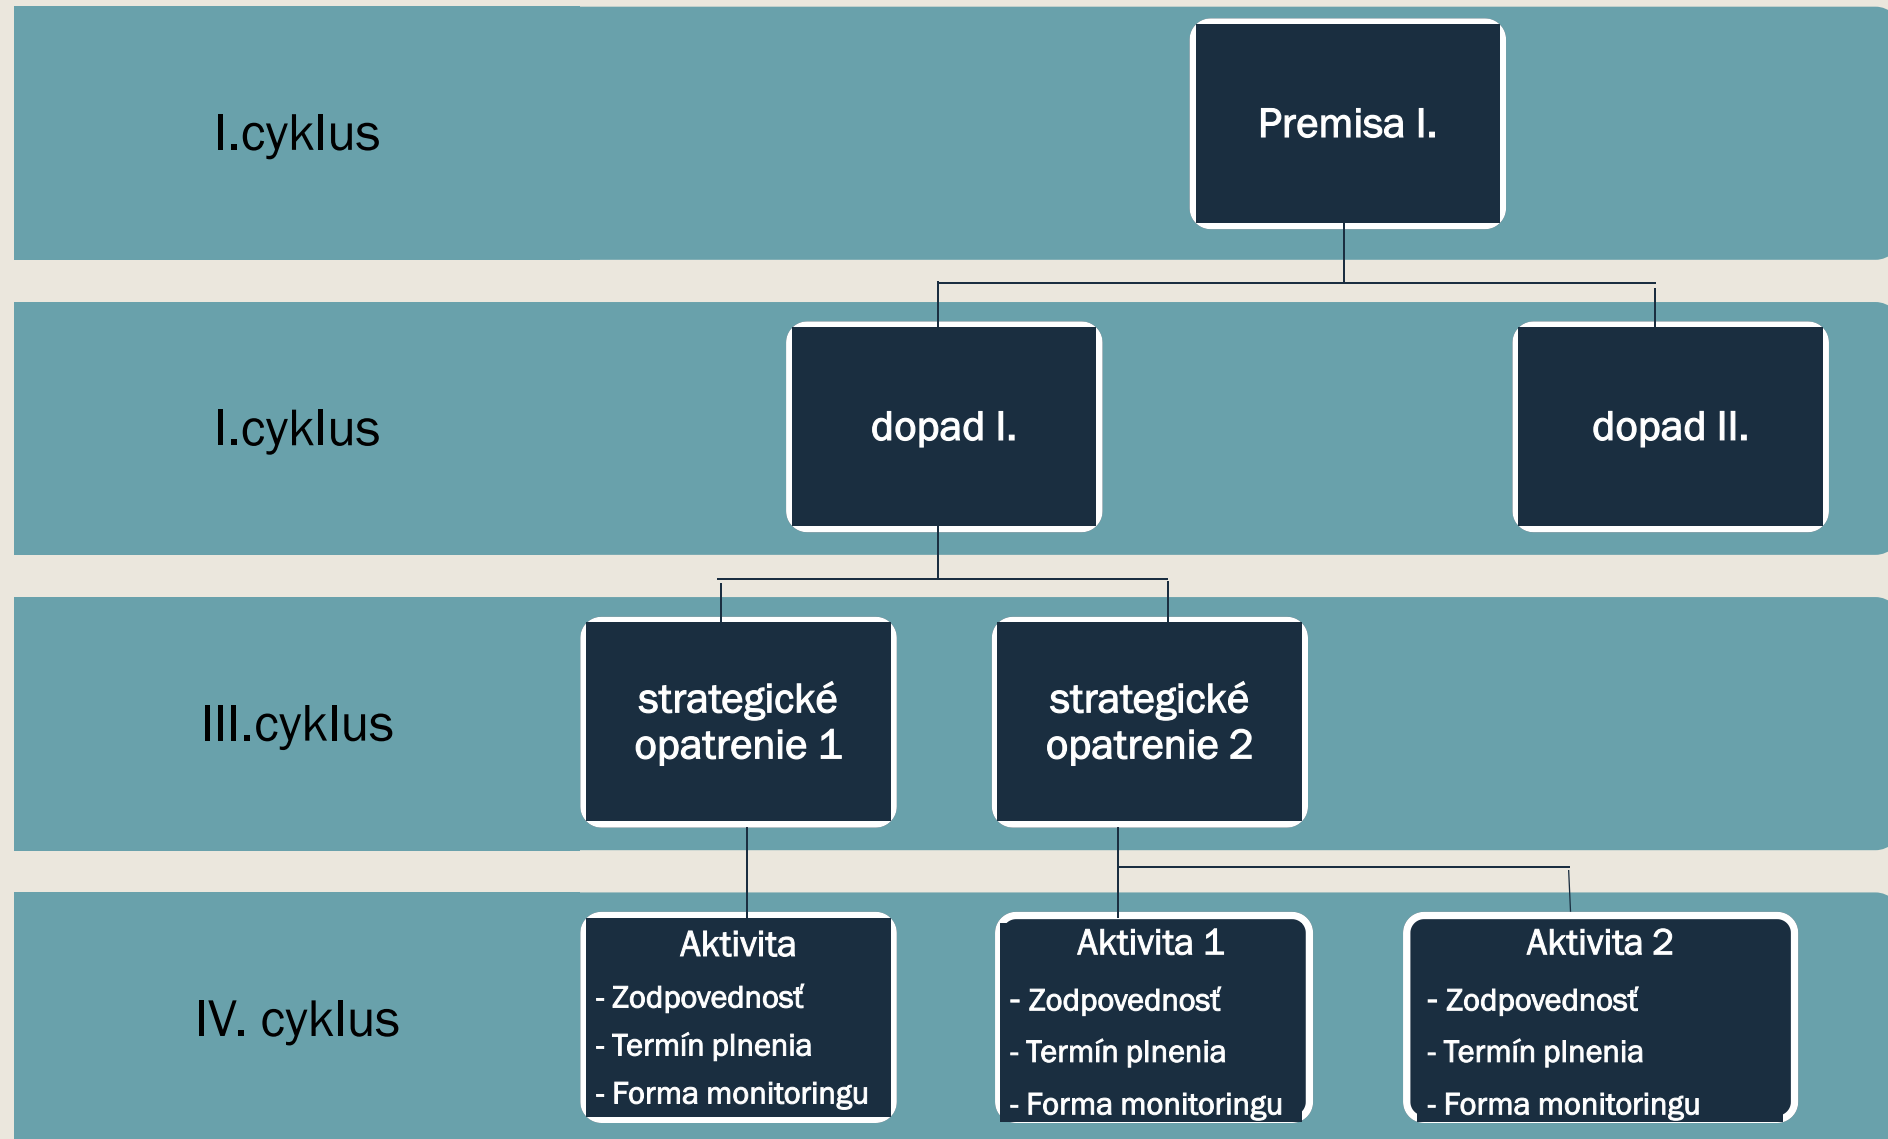 I.cyklus
Premisa I.
I.cyklus
dopad I.
dopad II.
III.cyklus
strategické
opatrenie 1
strategické
opatrenie 2
IV. cyklus
Aktivita
- Zodpovednosť
- Termín plnenia
- Forma monitoringu
Aktivita 1
- Zodpovednosť
- Termín plnenia
- Forma monitoringu
Aktivita 2
- Zodpovednosť
- Termín plnenia
- Forma monitoringu